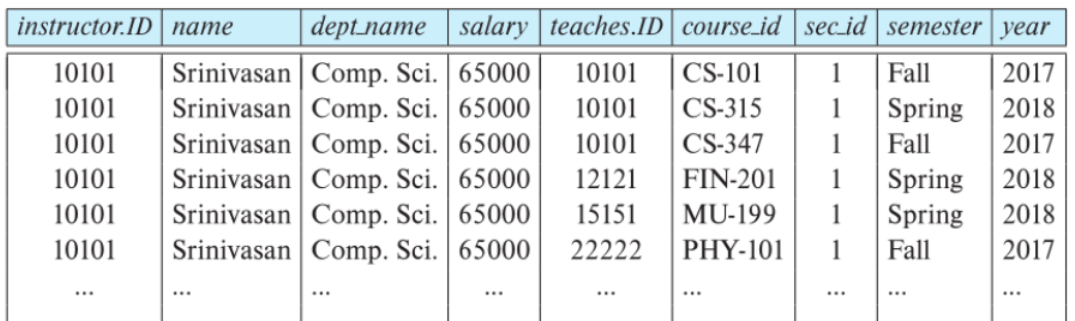 instructor.ID name dept_name salary teaches.ID course_id sec_id semester year
10101 Srinivasan Comp. Sci. 65000 10101 CS-101 1 Fall 2017
10101 Srinivasan Comp. Sci. 65000 10101 CS-315 1 Spring 2018
10101 Srinivasan Comp. Sci. 65000 10101 CS-347 1 Fall 2017
10101 Srinivasan Comp. Sci. 65000 12121 FIN-201 1 Spring 2018
10101 Srinivasan Comp. Sci. 65000 15151 MU-199 1 Spring 2018
10101 Srinivasan Comp. Sci. 65000 22222 PHY-101 1 Fall 2017
... ... ... ... ... ... ... ... ...